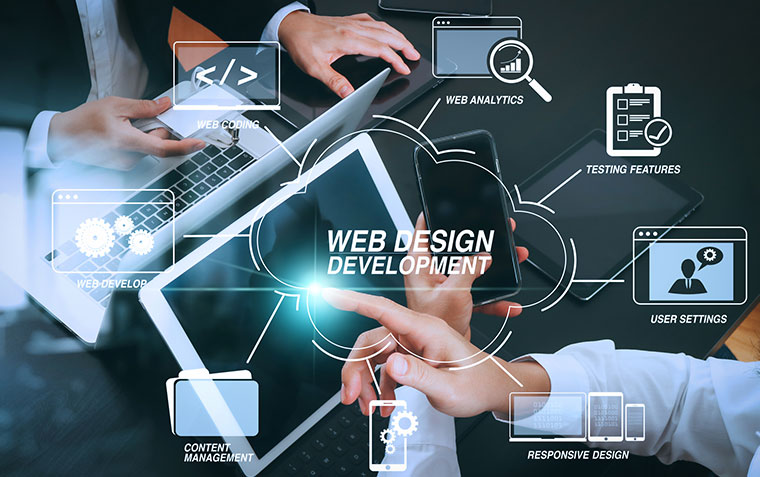 </>
WEB CODING
WEB ANALYTICS
TESTING FEATURES
WEB DESIGN
DEVELOPMENT
WEB DEVELOP
USER SETTINGS
CONTENT
MANAGEMENT
RESPONSIVE DESIGN